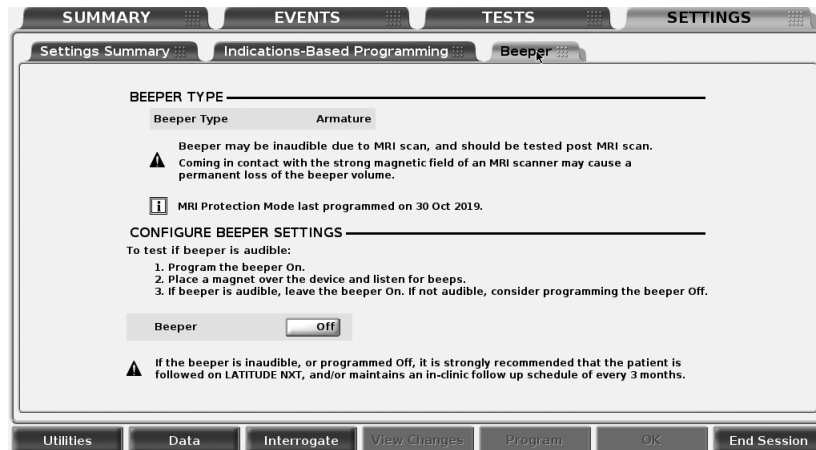 SUMMARY EVENTS TESTS SETTINGS
Settings Summary Indications-Based Programming Beeper
BEEPER TYPE
Beeper Type Armature
Beeper may be inaudible due to MRI scan, and should be tested post MRI scan.
Coming in contact with the strong magnetic field of an MRI scanner may cause a
permanent loss of the beeper volume.
i MRI Protection Mode last programmed on 30 Oct 2019.
CONFIGURE BEEPER SETTINGS
To test if beeper is audible:
1. Program the beeper On.
2. Place a magnet over the device and listen for beeps.
3. If beeper is audible, leave the beeper On. If not audible, consider programming the beeper Off.
Beeper Off
If the beeper is inaudible, or programmed Off, it is strongly recommended that the patient is
followed on LATITUDE NXT, and/or maintains an in-clinic follow up schedule of every 3 months.
Utilities Data Interrogate View Changes Program OK End Session